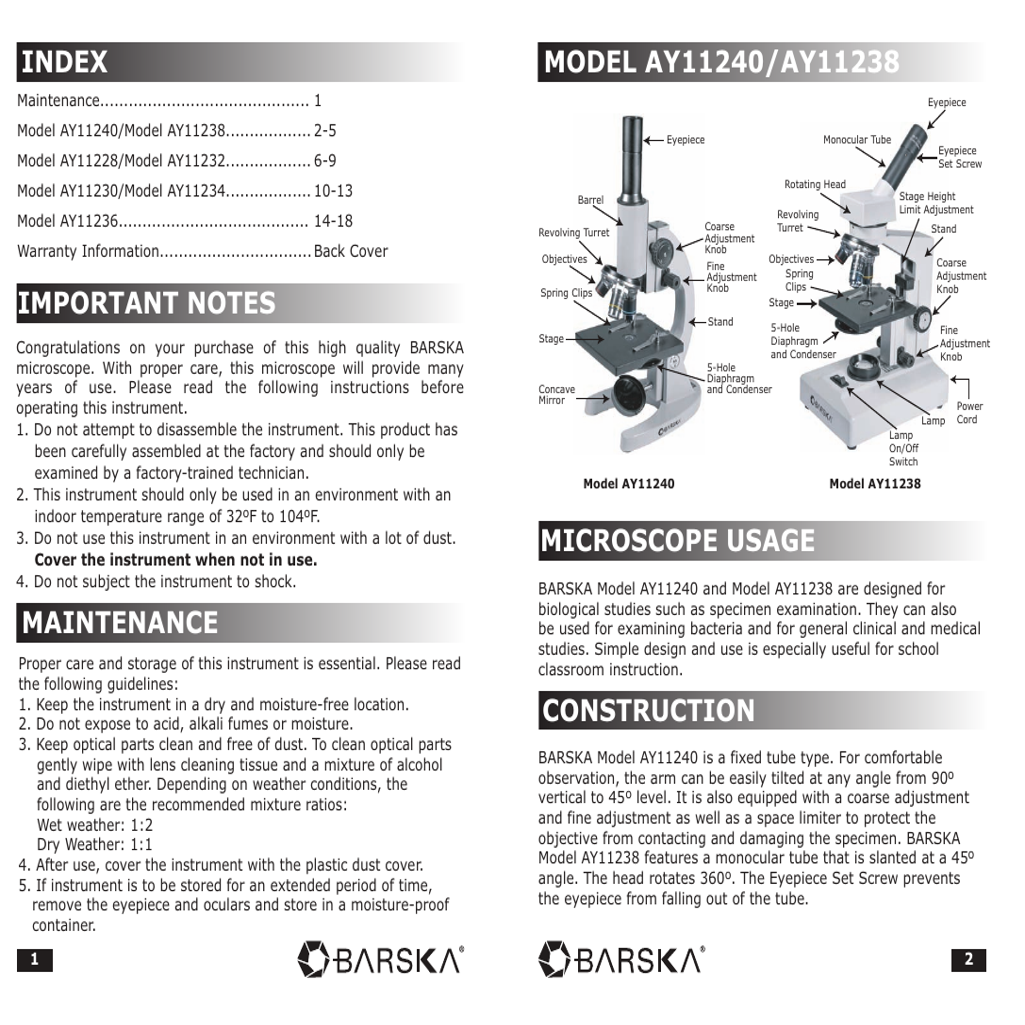 INDEX
Maintenance............................................ 1
Model AY11240/Model AY11238.................. 2-5
Model AY11228/Model AY11232.................. 6-9
Model AY11230/Model AY11234.................. 10-13
Model AY11236........................................ 14-18
Warranty Information................................ Back Cover
IMPORTANT NOTES
Congratulations on your purchase of this high quality BARSKA
microscope. With proper care, this microscope will provide many
years of use. Please read the following instructions before
operating this instrument.
1. Do not attempt to disassemble the instrument. This product has
been carefully assembled at the factory and should only be
examined by a factory-trained technician.
2. This instrument should only be used in an environment with an
indoor temperature range of 32ºF to 104ºF.
3. Do not use this instrument in an environment with a lot of dust.
Cover the instrument when not in use.
4. Do not subject the instrument to shock.
MAINTENANCE
Proper care and storage of this instrument is essential. Please read
the following guidelines:
1. Keep the instrument in a dry and moisture-free location.
2. Do not expose to acid, alkali fumes or moisture.
3. Keep optical parts clean and free of dust. To clean optical parts
gently wipe with lens cleaning tissue and a mixture of alcohol
and diethyl ether. Depending on weather conditions, the
following are the recommended mixture ratios:
Wet weather: 1:2
Dry Weather: 1:1
4. After use, cover the instrument with the plastic dust cover.
5. If instrument is to be stored for an extended period of time,
remove the eyepiece and oculars and store in a moisture-proof
container.
1
BARSKA®
MODEL AY11240/AY11238
Eyepiece
Barrel
Revolving Turret
Objectives
Spring Clips
Stage
Concave
Mirror
Coarse
Adjustment
Knob
Fine
Adjustment
Knob
Stand
5-Hole
Diaphragm
and Condenser
BARSKA
Model AY11240
Eyepiece
Monocular Tube
Eyepiece
Set Screw
Rotating Head
Stage Height
Limit Adjustment
Revolving
Turret
Stand
Objectives
Coarse
Adjustment
Knob
Spring
Clips
Stage
5-Hole
Diaphragm
and Condenser
Fine
Adjustment
Knob
Power
Cord
Lamp
Lamp
On/Off
Switch
BARSKA
Model AY11238
MICROSCOPE USAGE
BARSKA Model AY11240 and Model AY11238 are designed for
biological studies such as specimen examination. They can also
be used for examining bacteria and for general clinical and medical
studies. Simple design and use is especially useful for school
classroom instruction.
CONSTRUCTION
BARSKA Model AY11240 is a fixed tube type. For comfortable
observation, the arm can be easily tilted at any angle from 90º
vertical to 45º level. It is also equipped with a coarse adjustment
and fine adjustment as well as a space limiter to protect the
objective from contacting and damaging the specimen. BARSKA
Model AY11238 features a monocular tube that is slanted at a 45º
angle. The head rotates 360º. The Eyepiece Set Screw prevents
the eyepiece from falling out of the tube.
BARSKA®
2